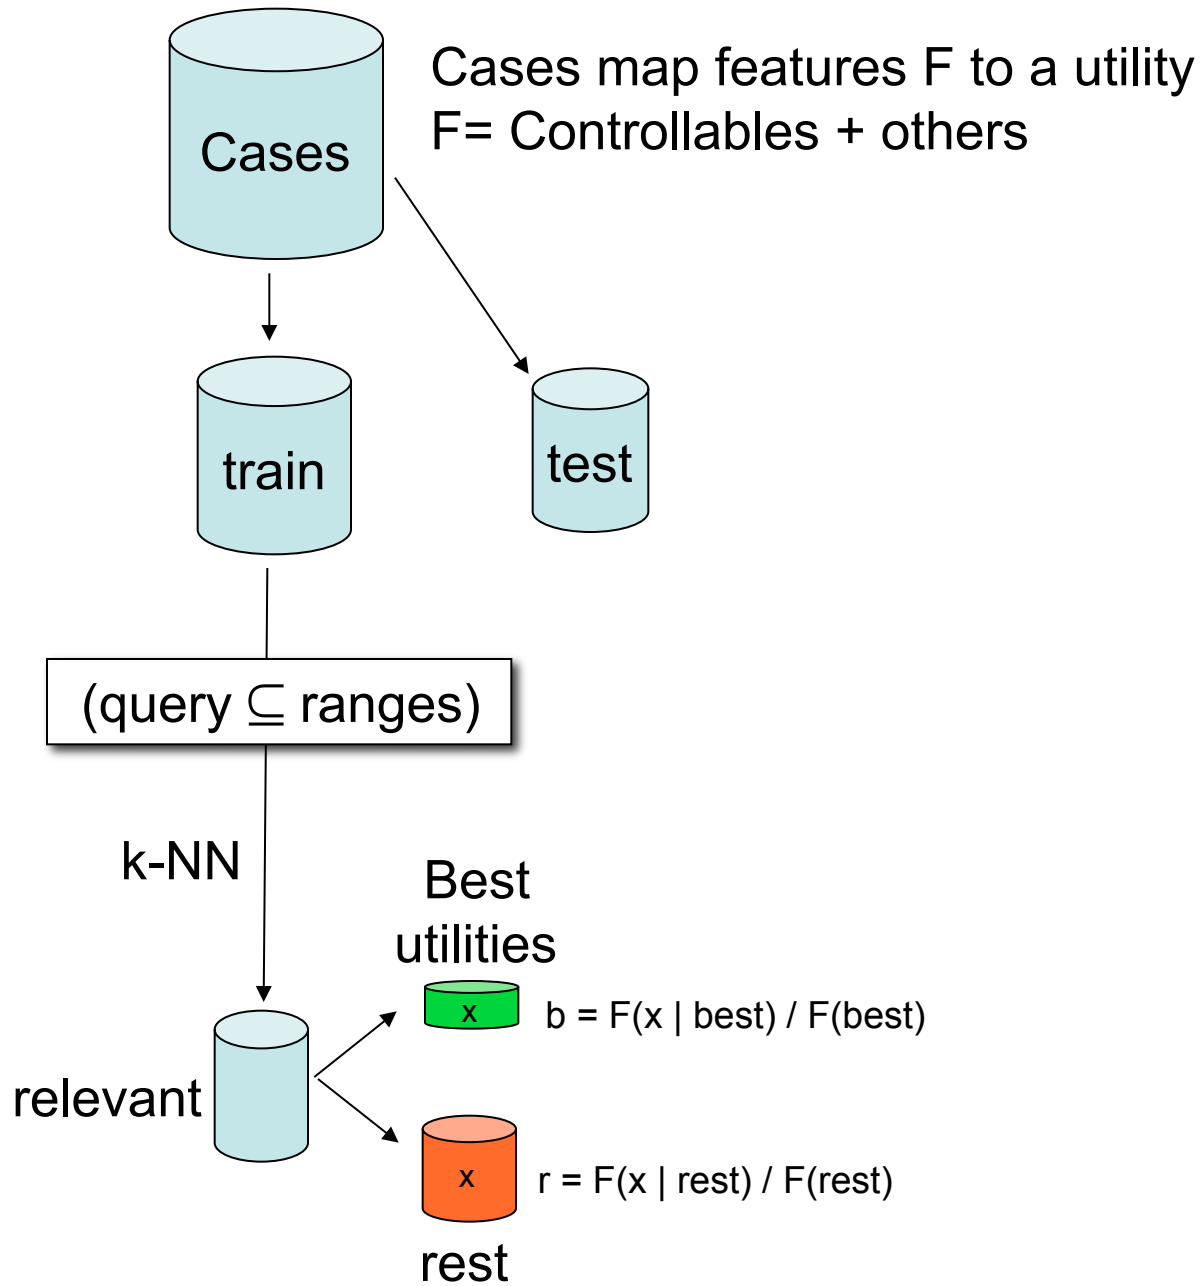 Cases map features F to a utility
F= Controllables + others
Cases
train
test
(query ⊆ ranges)
k-NN
Best
utilities
x
b = F(x | best) / F(best)
relevant
x
r = F(x | rest) / F(rest)
rest